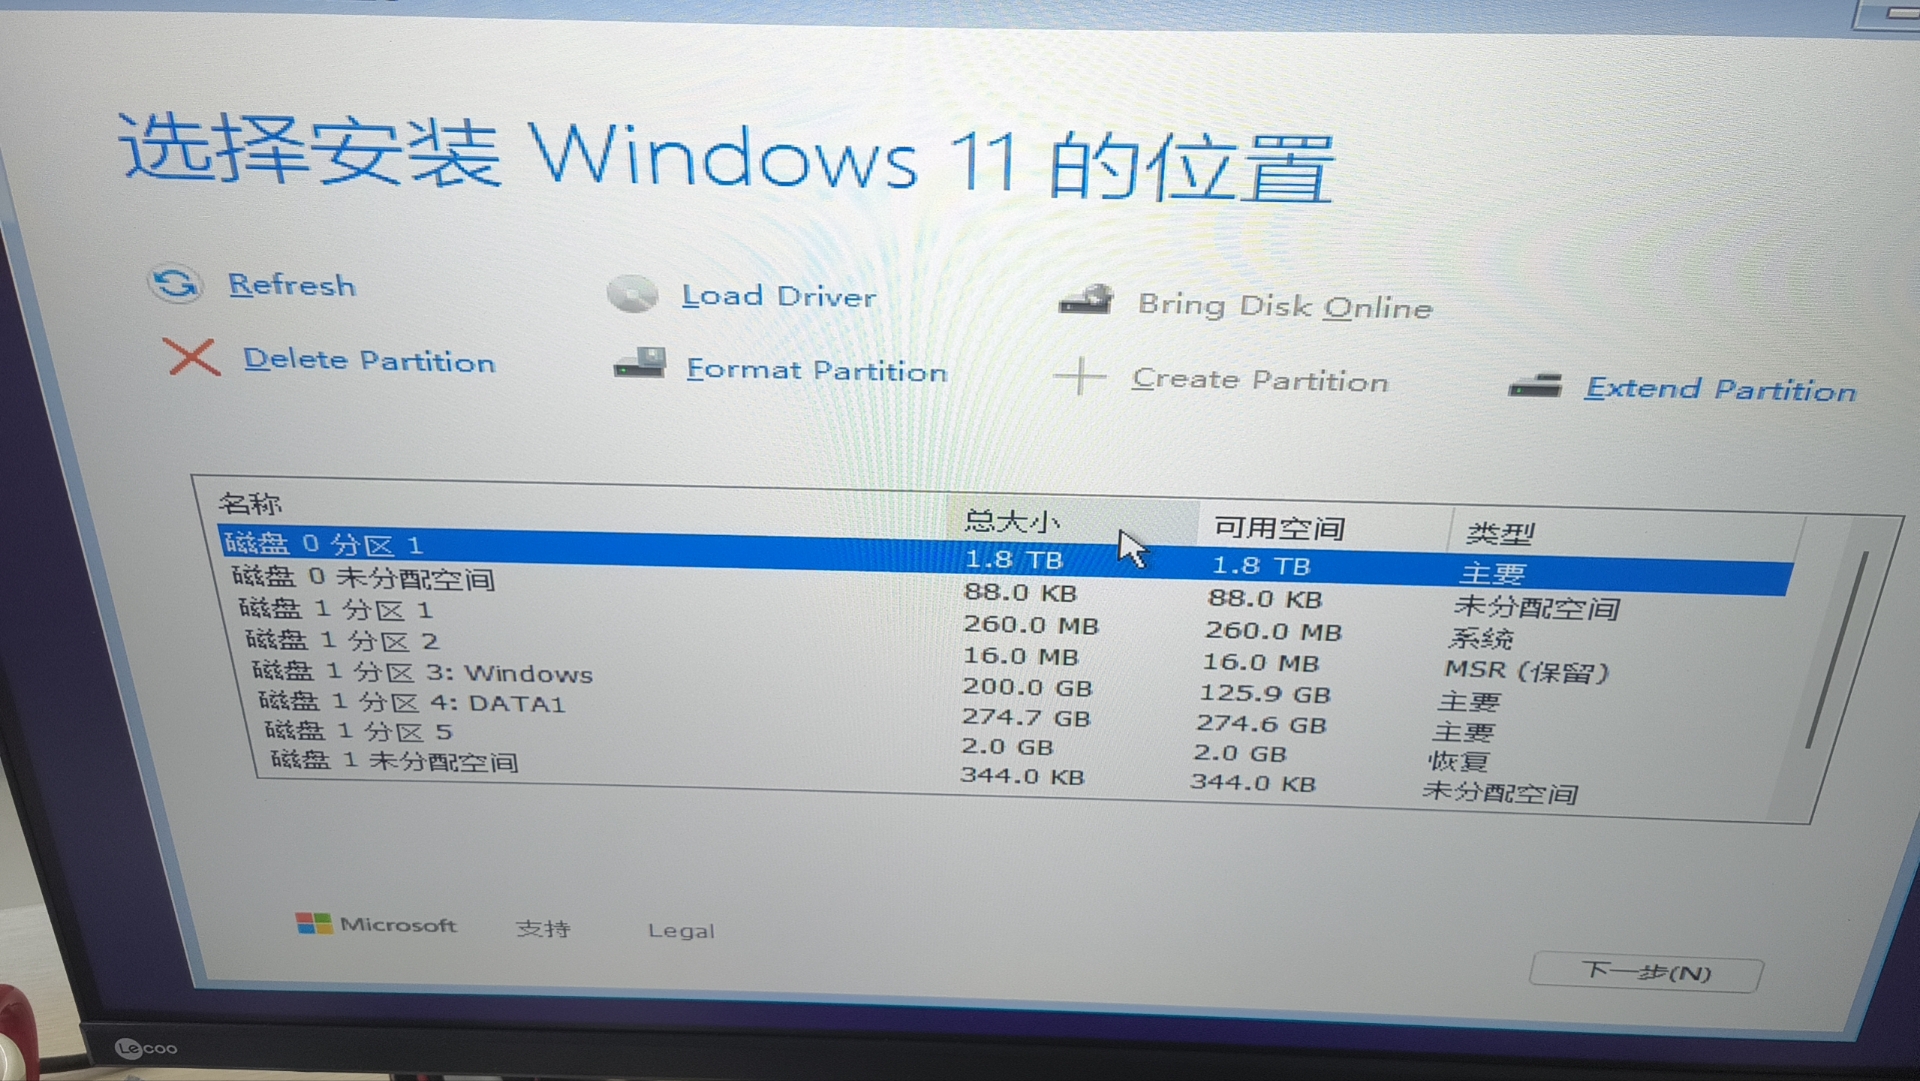 选择安装 Windows 11 的位置
Refresh
Load Driver
Bring Disk Online
Delete Partition
Format Partition
Create Partition
Extend Partition
名称 总大小 可用空间 类型
磁盘 0 分区 1 1.8 TB 1.8 TB 主要
磁盘 0 未分配空间 88.0 KB 88.0 KB 未分配空间
磁盘 1 分区 1 260.0 MB 260.0 MB 系统
磁盘 1 分区 2 16.0 MB 16.0 MB MSR (保留)
磁盘 1 分区 3: Windows 200.0 GB 125.9 GB 主要
磁盘 1 分区 4: DATA1 274.7 GB 274.6 GB 主要
磁盘 1 分区 5 2.0 GB 2.0 GB 恢复
磁盘 1 未分配空间 344.0 KB 344.0 KB 未分配空间
Microsoft 支持 Legal
下一步(N)
Lecoo